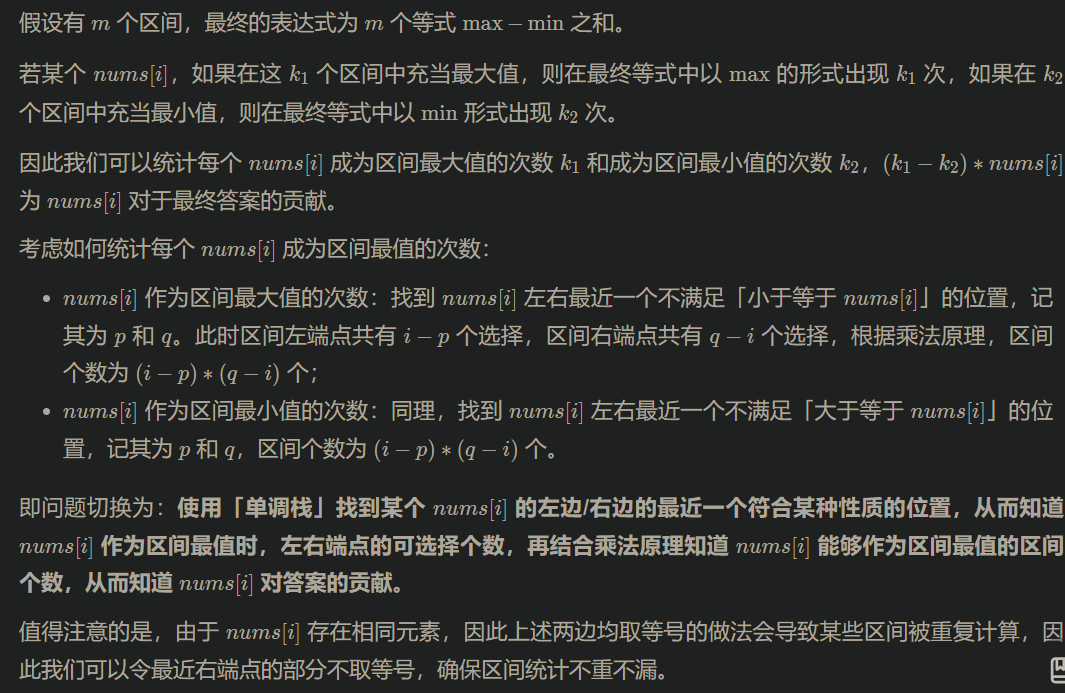 假设有 m 个区间，最终的表达式为 m 个等式 max − min 之和。
若某个 nums[i]，如果在这 k₁ 个区间中充当最大值，则在最终等式中以 max 的形式出现 k₁ 次，如果在 k₂
个区间中充当最小值，则在最终等式中以 min 形式出现 k₂ 次。
因此我们可以统计每个 nums[i] 成为区间最大值的次数 k₁ 和成为区间最小值的次数 k₂，(k₁ − k₂) ∗ nums[i]
为 nums[i] 对于最终答案的贡献。
考虑如何统计每个 nums[i] 成为区间最值的次数：
• nums[i] 作为区间最大值的次数：找到 nums[i] 左右最近一个不满足「小于等于 nums[i]」的位置，记
其为 p 和 q。此时区间左端点共有 i − p 个选择，区间右端点共有 q − i 个选择，根据乘法原理，区间
个数为 (i − p) ∗ (q − i) 个；
• nums[i] 作为区间最小值的次数：同理，找到 nums[i] 左右最近一个不满足「大于等于 nums[i]」的位
置，记其为 p 和 q，区间个数为 (i − p) ∗ (q − i) 个。
即问题切换为：使用「单调栈」找到某个 nums[i] 的左边/右边的最近一个符合某种性质的位置，从而知道
nums[i] 作为区间最值时，左右端点的可选择个数，再结合乘法原理知道 nums[i] 能够作为区间最值的区间
个数，从而知道 nums[i] 对答案的贡献。
值得注意的是，由于 nums[i] 存在相同元素，因此上述两边均取等号的做法会导致某些区间被重复计算，因
此我们可以令最近右端点的部分不取等号，确保区间统计不重不漏。